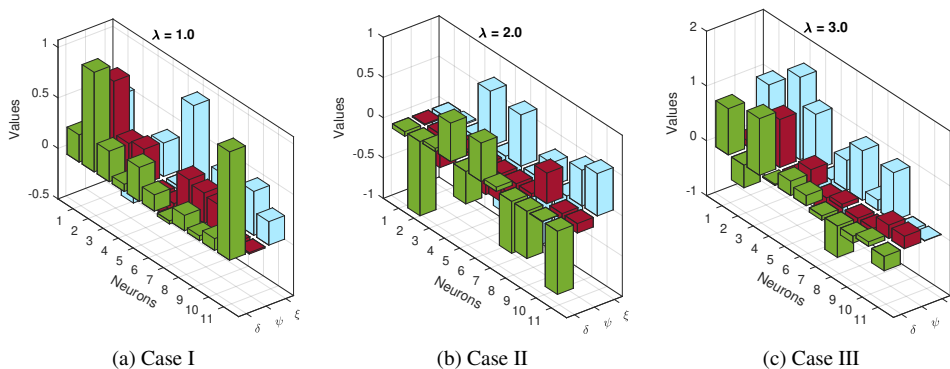 λ = 1.0
1
0.5
0
-0.5
Values
1
2
3
4
5
6
7
8
9
10
11
Neurons
δ
ψ
ξ
(a) Case I
λ = 2.0
1
0.5
0
-0.5
-1
Values
1
2
3
4
5
6
7
8
9
10
11
Neurons
δ
ψ
ξ
(b) Case II
λ = 3.0
2
1
0
-1
Values
1
2
3
4
5
6
7
8
9
10
11
Neurons
δ
ψ
(c) Case III